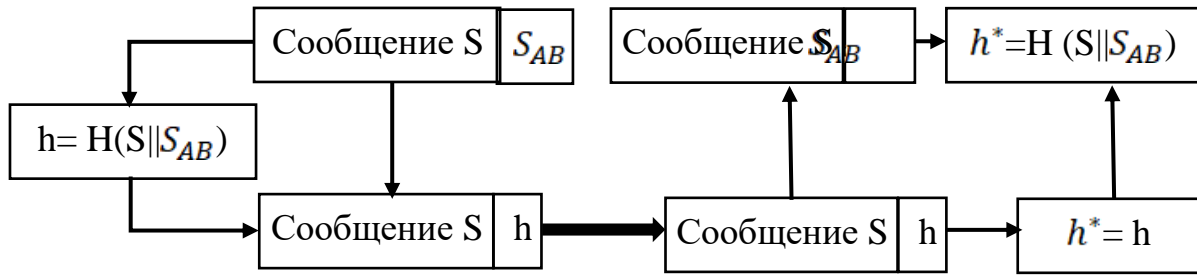 Сообщение S S_AB
Сообщение S S_AB
h*=H (S||S_AB)
h= H(S||S_AB)
Сообщение S h
Сообщение S h
h*= h